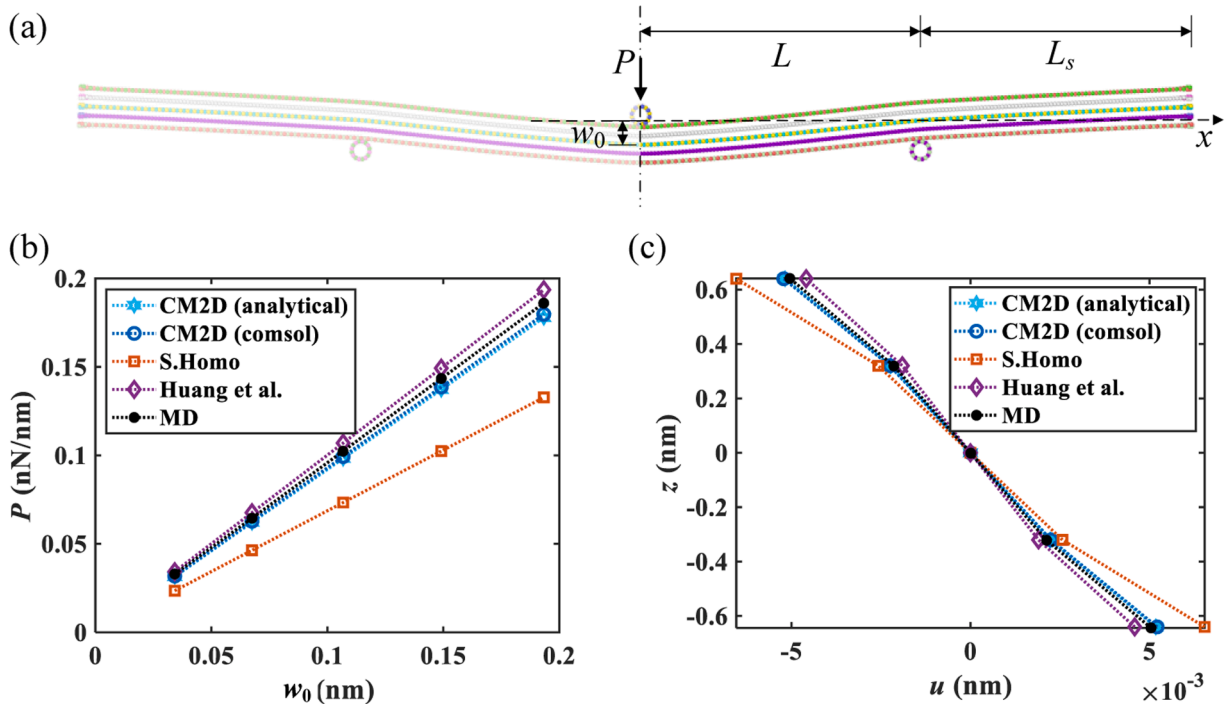 (a)
P
L
Lₛ
w₀
x
(b)
(c)
0.2
0.15
0.1
0.05
0
P (nN/nm)
CM2D (analytical)
CM2D (comsol)
S.Homo
Huang et al.
MD
0 0.05 0.1 0.15 0.2
w₀ (nm)
0.6
0.4
0.2
0
-0.2
-0.4
-0.6
z (nm)
CM2D (analytical)
CM2D (comsol)
S.Homo
Huang et al.
MD
-5 0 5
u (nm)
×10⁻³